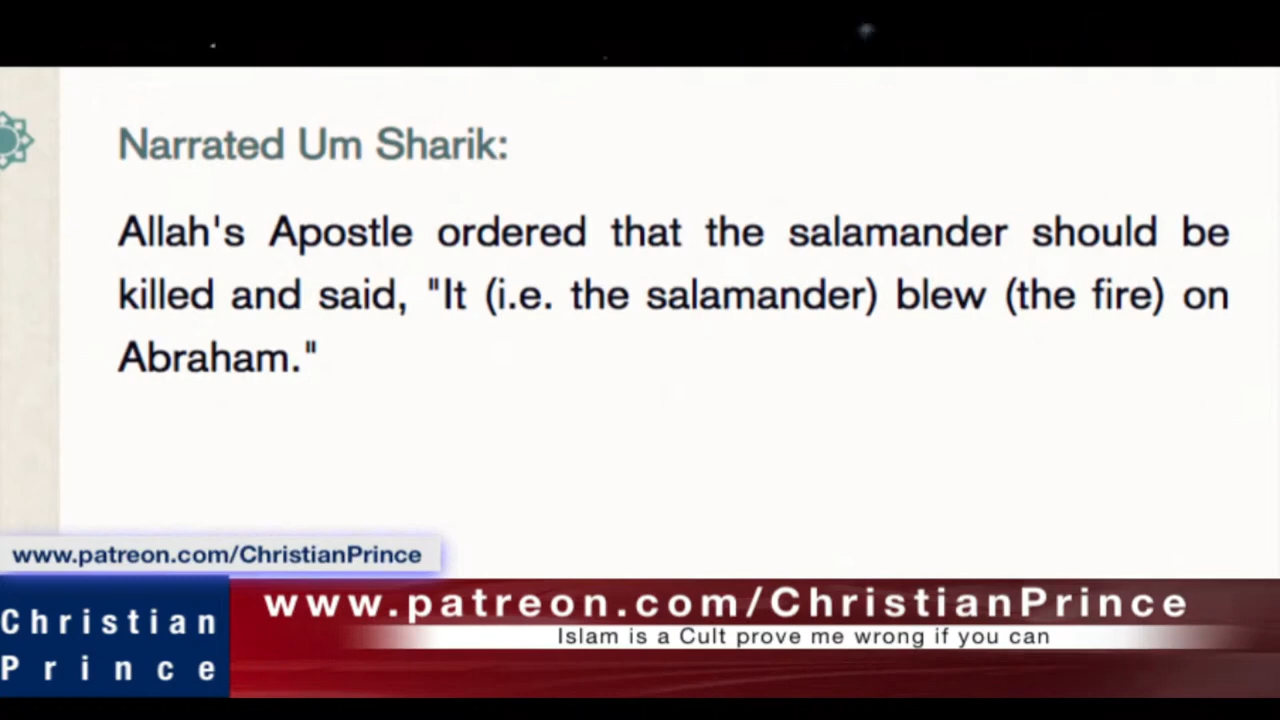 Narrated Um Sharik:
Allah's Apostle ordered that the salamander should be
killed and said, "It (i.e. the salamander) blew (the fire) on
Abraham."
www.patreon.com/ChristianPrince
Christian
Prince
www.patreon.com/ChristianPrince
Islam is a Cult prove me wrong if you can